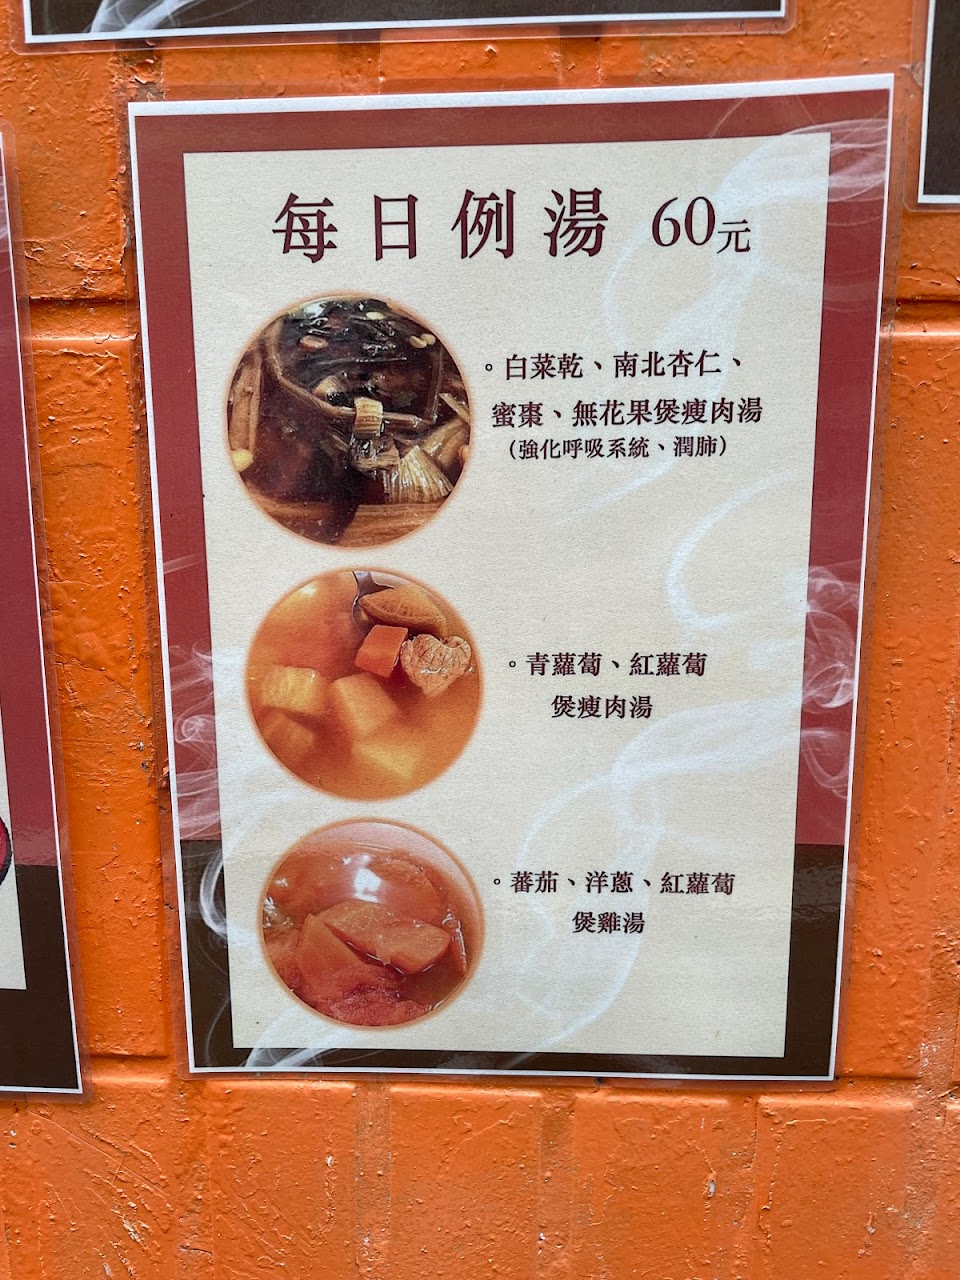 每日例湯 60元
。白菜乾、南北杏仁、
蜜棗、無花果煲瘦肉湯
（強化呼吸系統、潤肺）
。青蘿蔔、紅蘿蔔
煲瘦肉湯
。蕃茄、洋蔥、紅蘿蔔
煲雞湯